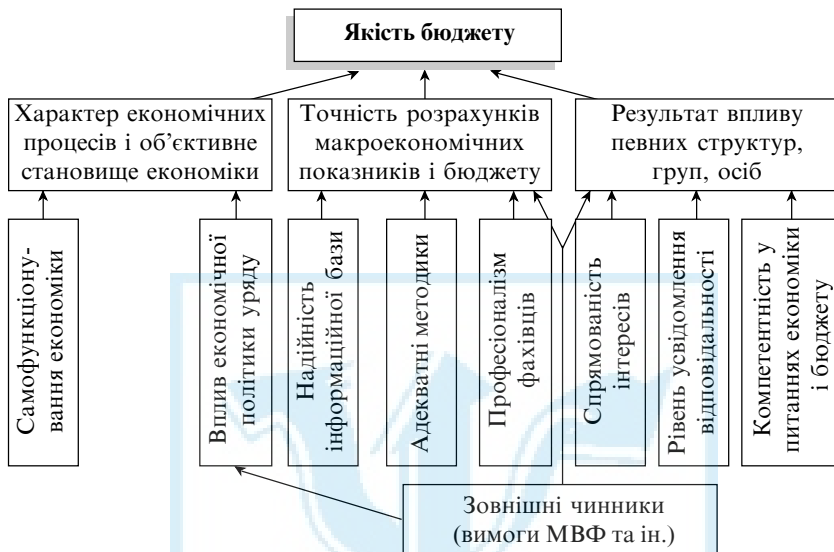 Якість бюджету
Характер економічних
процесів і об’єктивне
становище економіки
Точність розрахунків
макроекономічних
показників і бюджету
Результат впливу
певних структур,
груп, осіб
Самофункціону-
вання економіки
Вплив економічної
політики уряду
Надійність
інформаційної бази
Адекватні методики
Професіоналізм
фахівців
Спрямованість
інтересів
Рівень усвідомлення
відповідальності
Компетентність у
питаннях економіки
і бюджету
Зовнішні чинники
(вимоги МВФ та ін.)